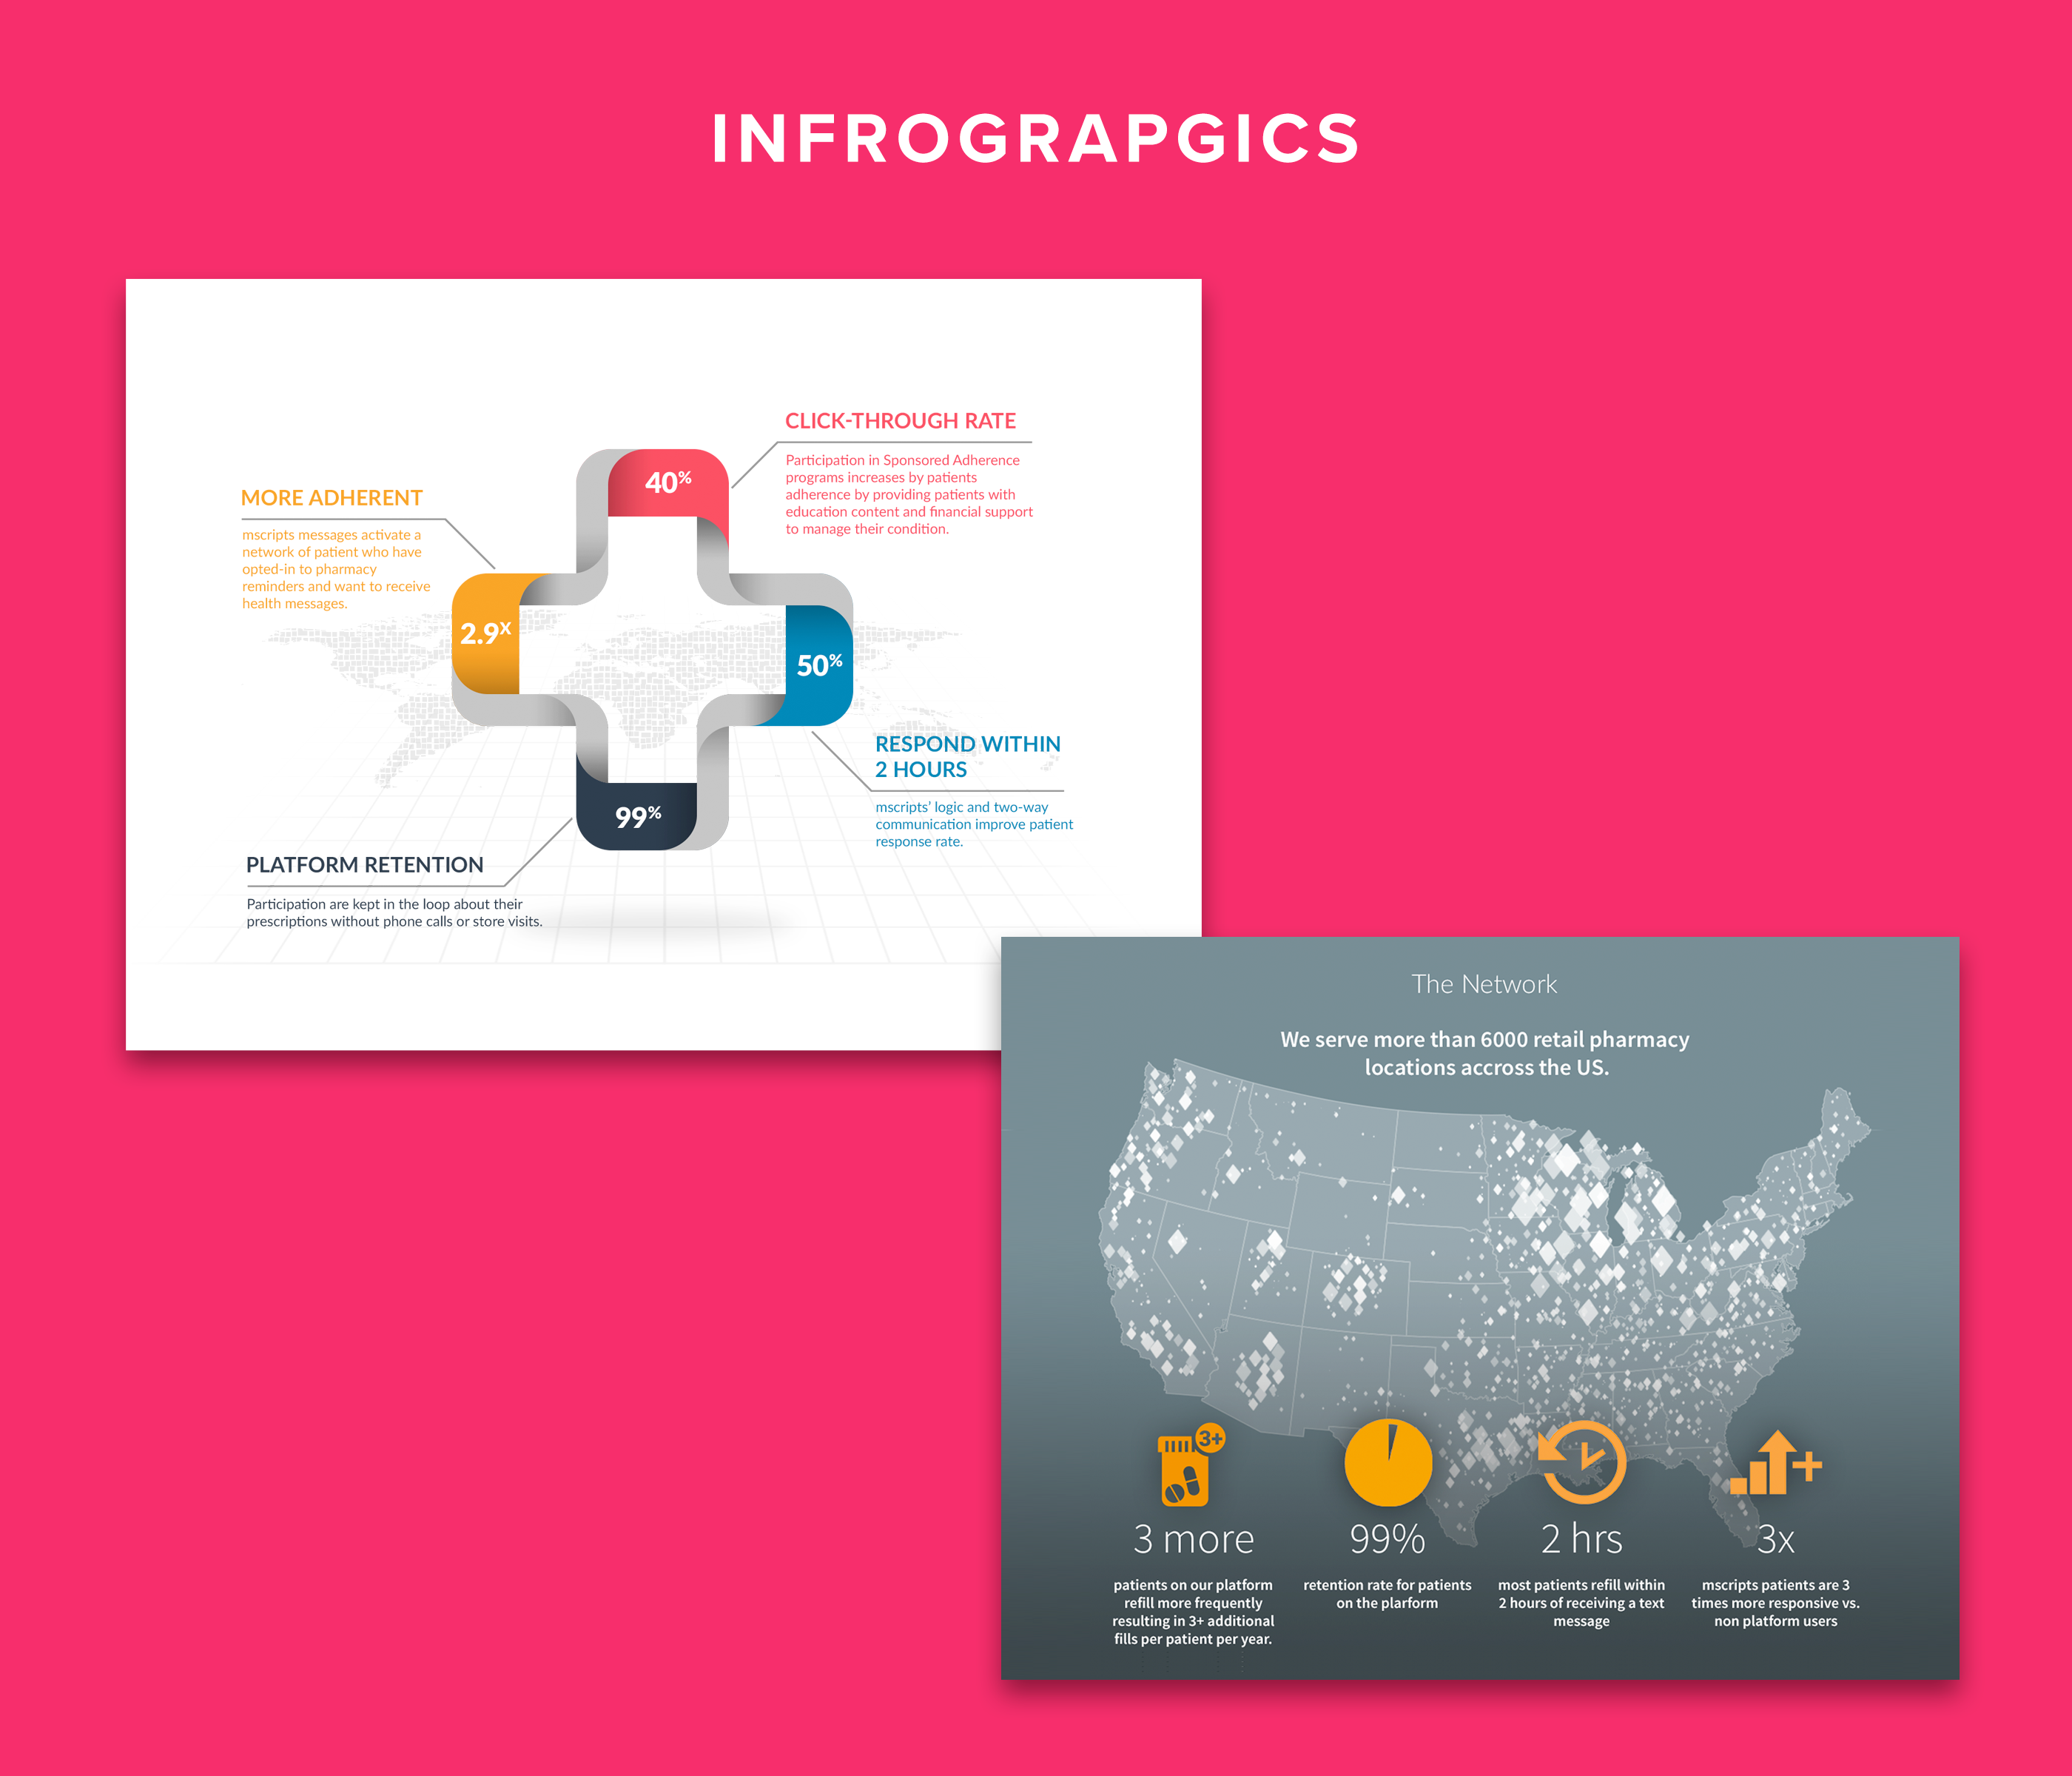 INFROGRAPGICS
CLICK-THROUGH RATE
Participation in Sponsored Adherence
programs increases by patients
adherence by providing patients with
education content and financial support
to manage their condition.
40%
MORE ADHERENT
mscripts messages activate a
network of patient who have
opted-in to pharmacy
reminders and want to receive
health messages.
2.9X
50%
RESPOND WITHIN
2 HOURS
mscripts' logic and two-way
communication improve patient
response rate.
99%
PLATFORM RETENTION
Participation are kept in the loop about their
prescriptions without phone calls or store visits.
The Network
We serve more than 6000 retail pharmacy
locations accross the US.
3+
3 more
patients on our platform
refill more frequently
resulting in 3+ additional
fills per patient per year.
99%
retention rate for patients
on the plarform
2 hrs
most patients refill within
2 hours of receiving a text
message
3x
mscripts patients are 3
times more responsive vs.
non platform users